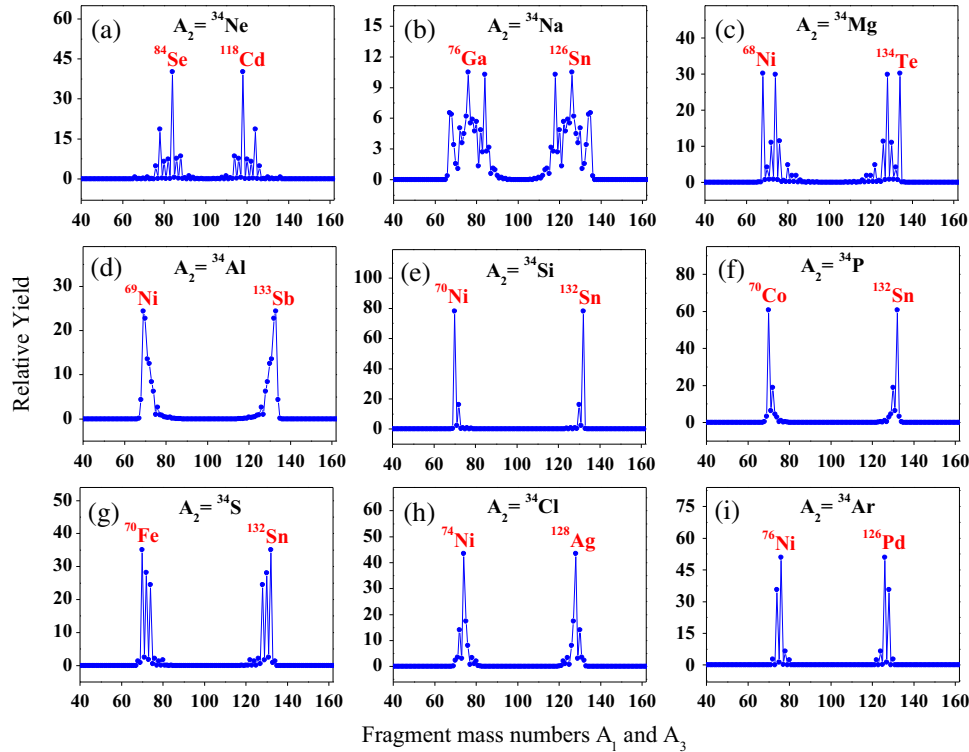 (a) A₂= ³⁴Ne
⁸⁴Se ¹¹⁸Cd
60
45
30
15
0
40 60 80 100 120 140 160
(b) A₂= ³⁴Na
⁷⁶Ga ¹²⁶Sn
15
12
9
6
3
0
40 60 80 100 120 140 160
(c) A₂= ³⁴Mg
⁶⁸Ni ¹³⁴Te
40
30
20
10
0
40 60 80 100 120 140 160
Relative Yield
(d) A₂= ³⁴Al
⁶⁹Ni ¹³³Sb
30
20
10
0
40 60 80 100 120 140 160
(e) A₂= ³⁴Si
⁷⁰Ni ¹³²Sn
100
80
60
40
20
0
40 60 80 100 120 140 160
(f) A₂= ³⁴P
⁷⁰Co ¹³²Sn
80
60
40
20
0
40 60 80 100 120 140 160
(g) A₂= ³⁴S
⁷⁰Fe ¹³²Sn
50
40
30
20
10
0
40 60 80 100 120 140 160
(h) A₂= ³⁴Cl
⁷⁴Ni ¹²⁸Ag
50
40
30
20
10
0
40 60 80 100 120 140 160
(i) A₂= ³⁴Ar
⁷⁶Ni ¹²⁶Pd
75
60
45
30
15
0
40 60 80 100 120 140 160
Fragment mass numbers A₁ and A₃